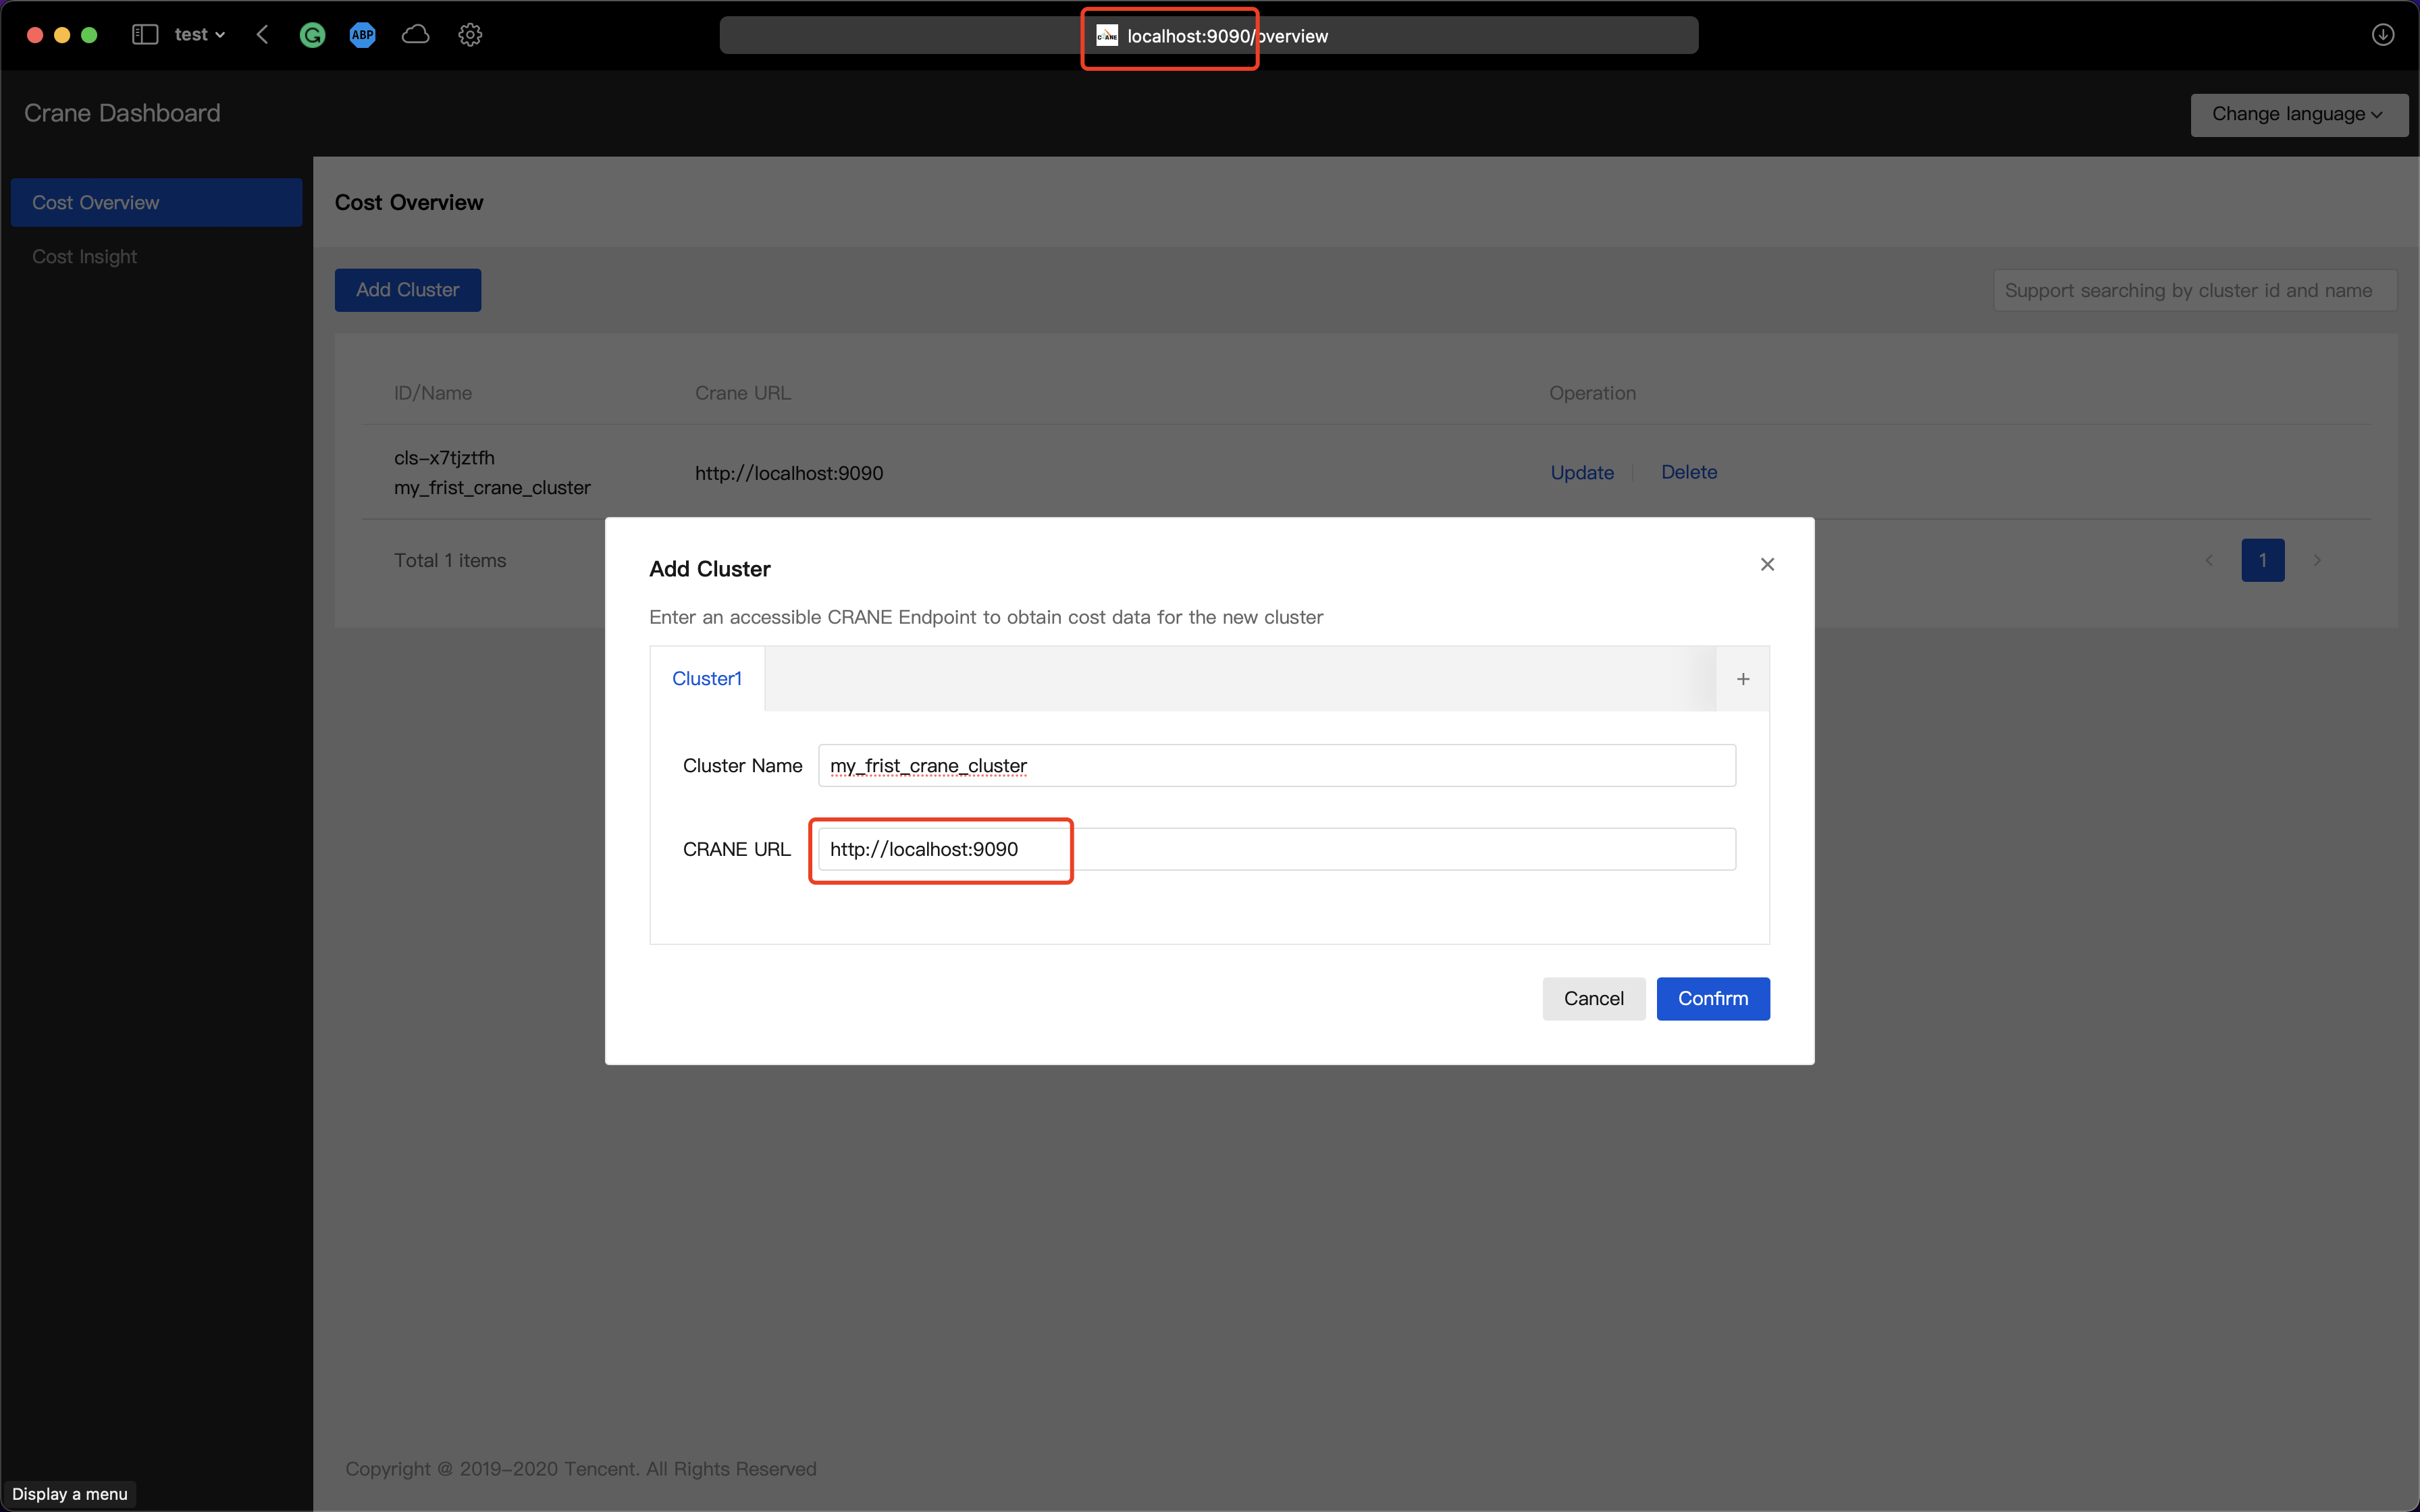 test
ABP
CRANE
localhost:9090/overview
Crane Dashboard
Change language
Cost Overview
Cost Insight
Cost Overview
Add Cluster
Support searching by cluster id and name
ID/Name Crane URL Operation
cls-x7tjztfh
my_frist_crane_cluster
http://localhost:9090
Update Delete
Total 1 items
1
Add Cluster
Enter an accessible CRANE Endpoint to obtain cost data for the new cluster
Cluster1
+
Cluster Name my_frist_crane_cluster
CRANE URL http://localhost:9090
Cancel Confirm
Copyright @ 2019-2020 Tencent. All Rights Reserved
Display a menu